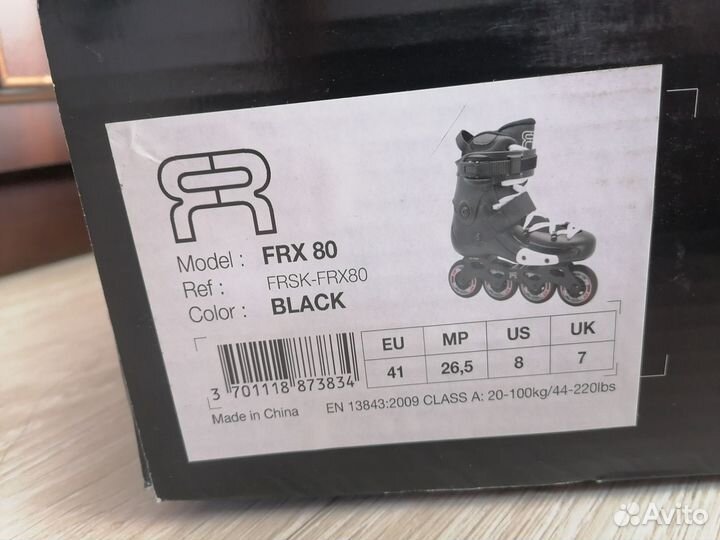 Model : FRX 80
Ref : FRSK-FRX80
Color : BLACK
EU MP US UK
41 26,5 8 7
3 701118 873834
Made in China EN 13843:2009 CLASS A: 20-100kg/44-220lbs
Avito